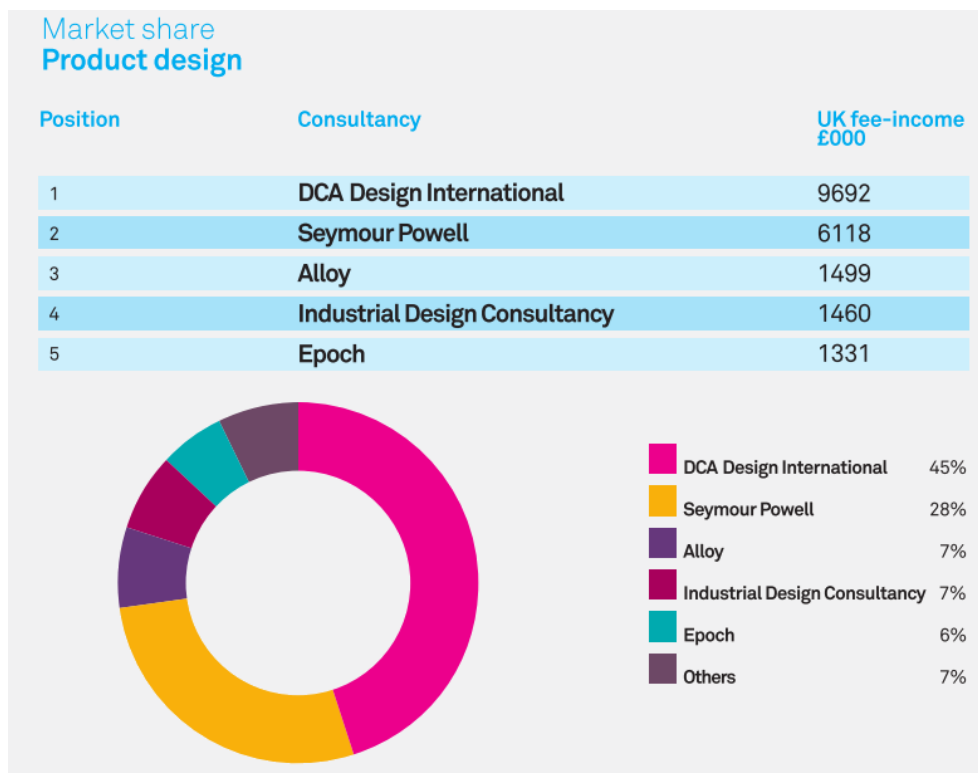 Market share
Product design
Position Consultancy UK fee-income
£000
1 DCA Design International 9692
2 Seymour Powell 6118
3 Alloy 1499
4 Industrial Design Consultancy 1460
5 Epoch 1331
DCA Design International 45%
Seymour Powell 28%
Alloy 7%
Industrial Design Consultancy 7%
Epoch 6%
Others 7%